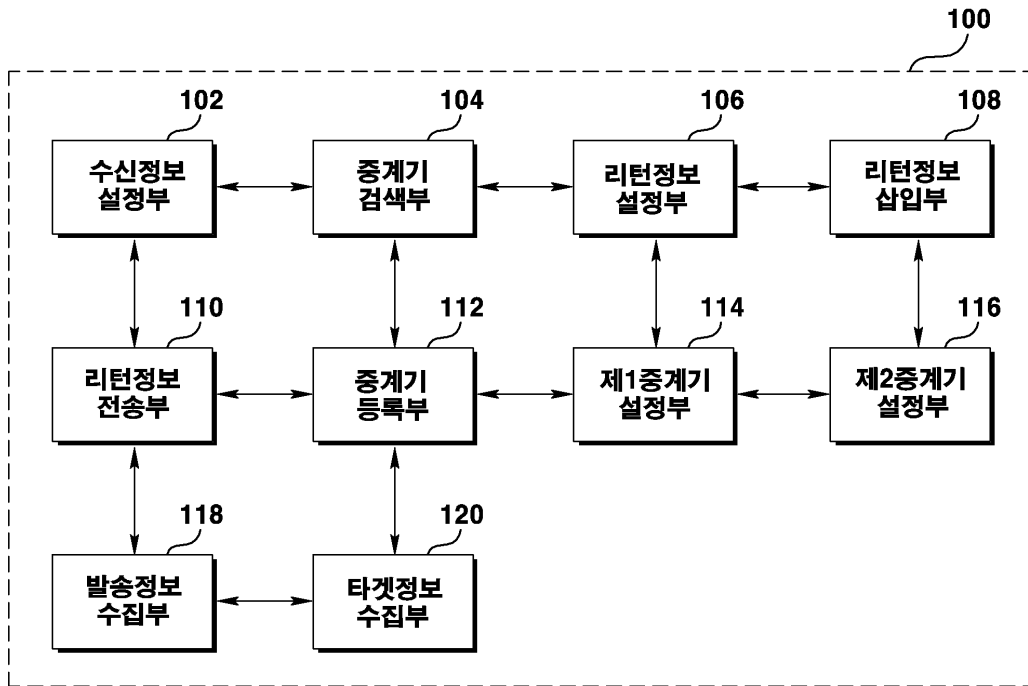 100
102
104
106
108
수신정보
설정부
중계기
검색부
리턴정보
설정부
리턴정보
삽입부
110
112
114
116
리턴정보
전송부
중계기
등록부
제1중계기
설정부
제2중계기
설정부
118
120
발송정보
수집부
타겟정보
수집부